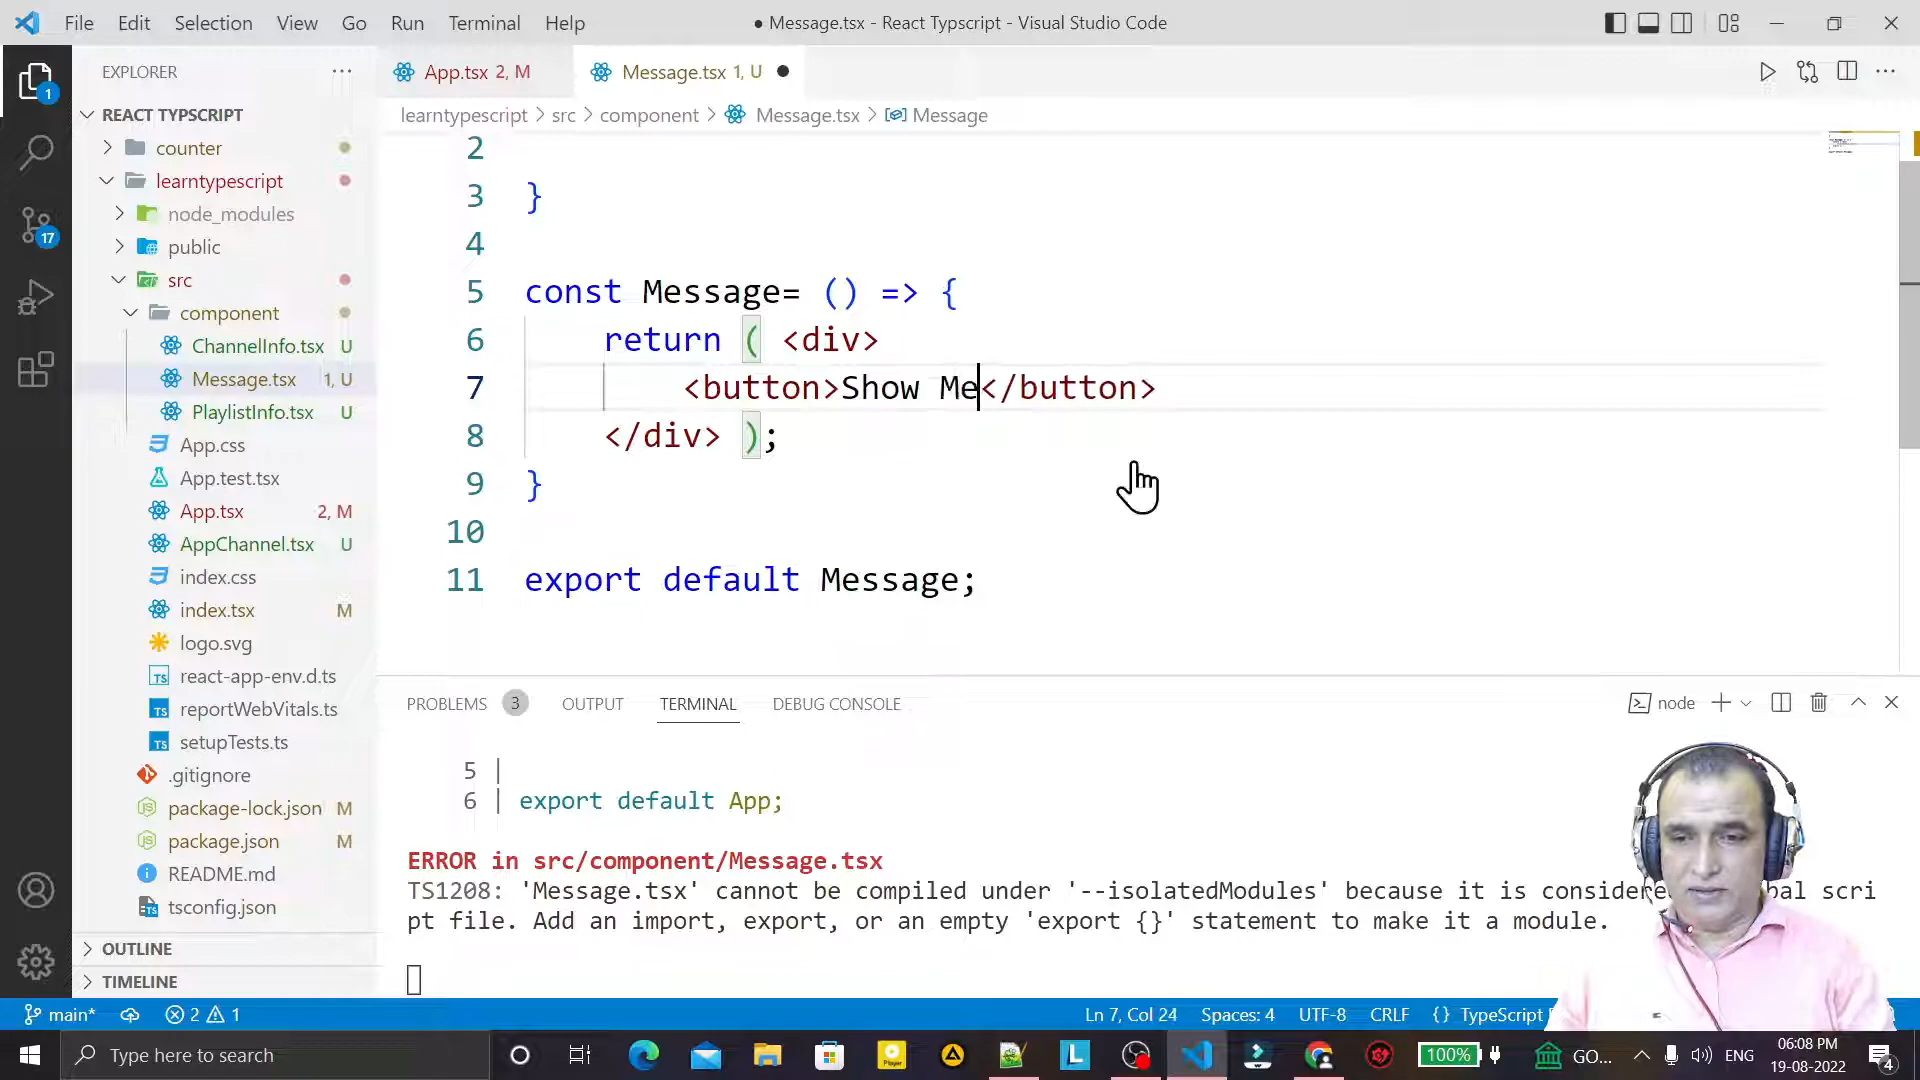 File Edit Selection View Go Run Terminal Help
● Message.tsx - React Typscript - Visual Studio Code
EXPLORER
App.tsx 2, M
Message.tsx 1, U
1
REACT TYPSCRIPT
learntypescript > src > component > Message.tsx > Message
counter
learntypescript
node_modules
17
public
src
component
ChannelInfo.tsx U
Message.tsx 1, U
PlaylistInfo.tsx U
App.css
App.test.tsx
App.tsx 2, M
AppChannel.tsx U
index.css
index.tsx M
logo.svg
react-app-env.d.ts
reportWebVitals.ts
setupTests.ts
.gitignore
package-lock.json M
package.json M
README.md
tsconfig.json
OUTLINE
TIMELINE
2
3 }
4
5 const Message= () => {
6 return ( <div>
7 <button>Show Me</button>
8 </div> );
9 }
10
11 export default Message;
PROBLEMS 3 OUTPUT TERMINAL DEBUG CONSOLE
node
5 |
6 | export default App;
ERROR in src/component/Message.tsx
TS1208: 'Message.tsx' cannot be compiled under '--isolatedModules' because it is considere bal scri
pt file. Add an import, export, or an empty 'export {}' statement to make it a module.
main* 2 1
Ln 7, Col 24 Spaces: 4 UTF-8 CRLF {} TypeScript
Type here to search
100%
GO...
ENG
06:08 PM
19-08-2022
4